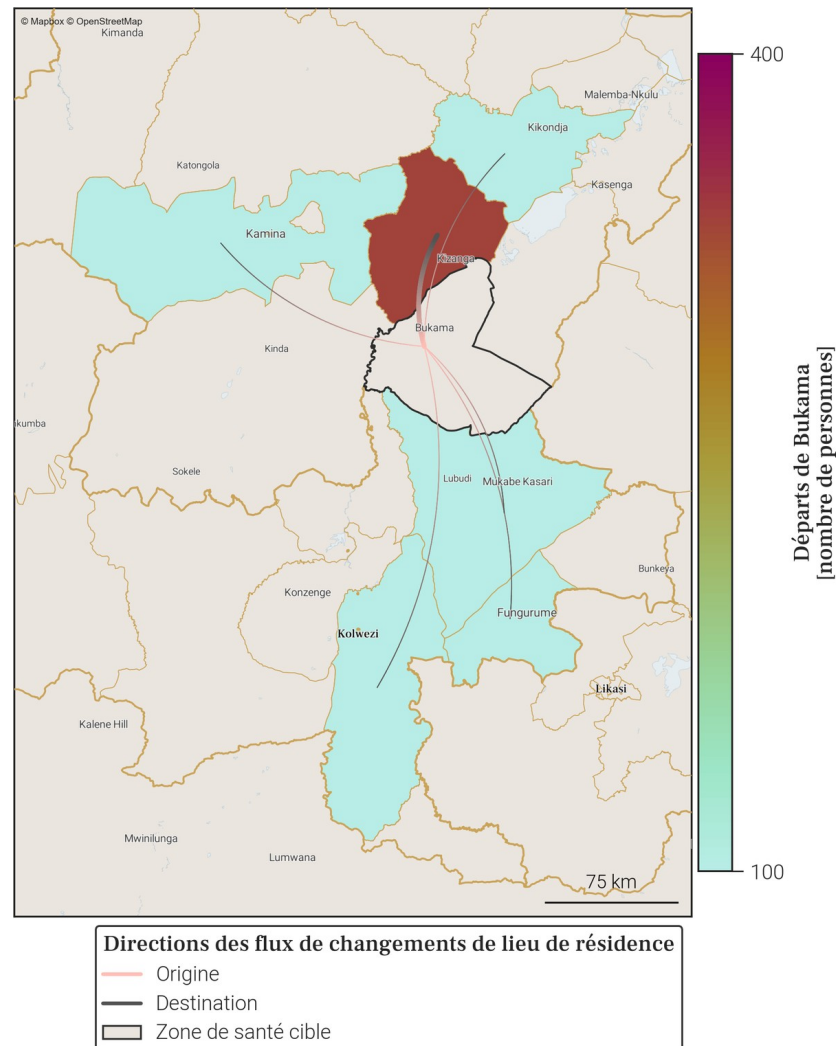 © Mapbox © OpenStreetMap
Kimanda
400
Malemba-Nkulu
Kikondja
Katongola
Kasenga
Kamina
Kizanga
Bukama
Kinda
kumba
Sokele
Lubudi
Mukabe Kasari
Bunkeya
Konzenge
Fungurume
Kolwezi
Likasi
Kalene Hill
Mwinilunga
Lumwana
75 km
100
Départs de Bukama
[nombre de personnes]
Directions des flux de changements de lieu de résidence
Origine
Destination
Zone de santé cible